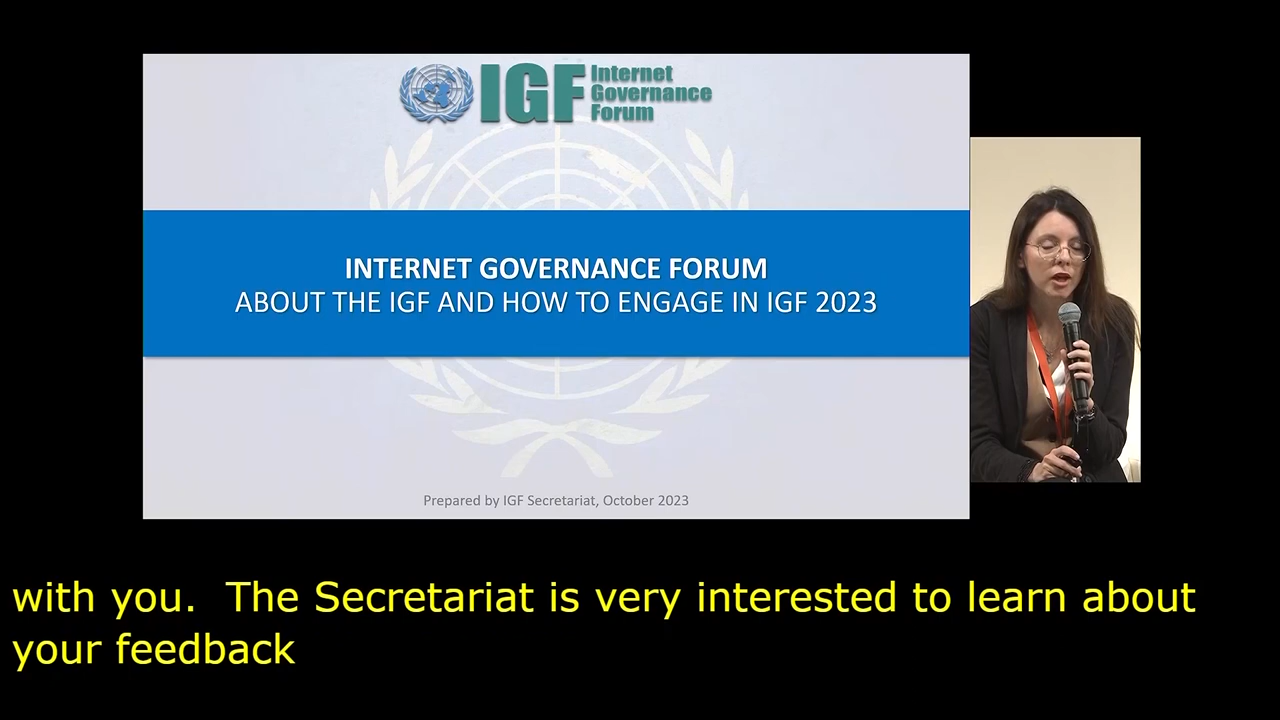 IGF Internet
Governance
Forum
INTERNET GOVERNANCE FORUM
ABOUT THE IGF AND HOW TO ENGAGE IN IGF 2023
Prepared by IGF Secretariat, October 2023
with you.  The Secretariat is very interested to learn about
your feedback